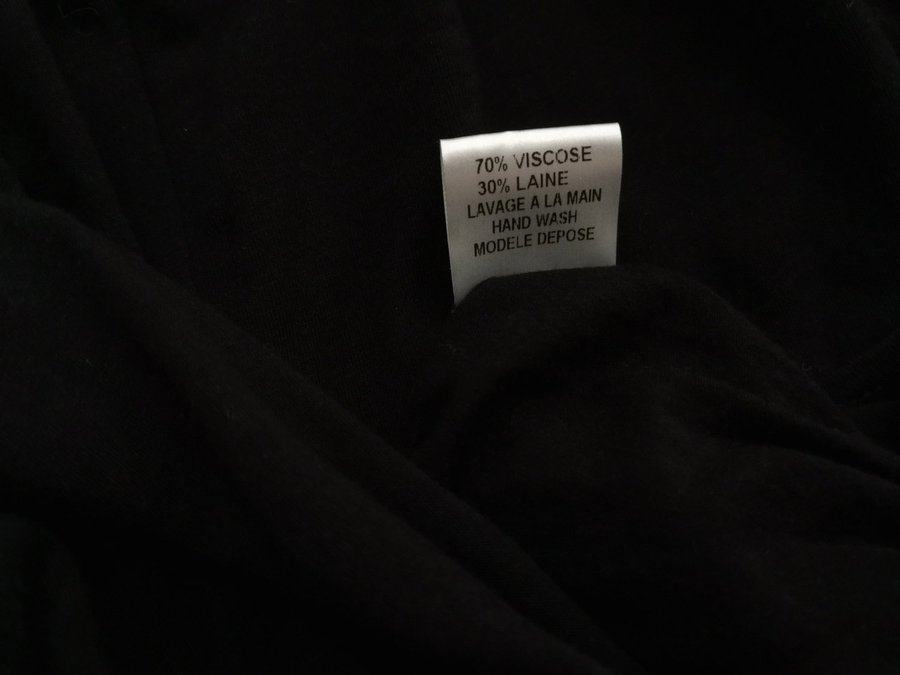 70% VISCOSE
30% LAINE
LAVAGE A LA MAIN
HAND WASH
MODELE DEPOSE